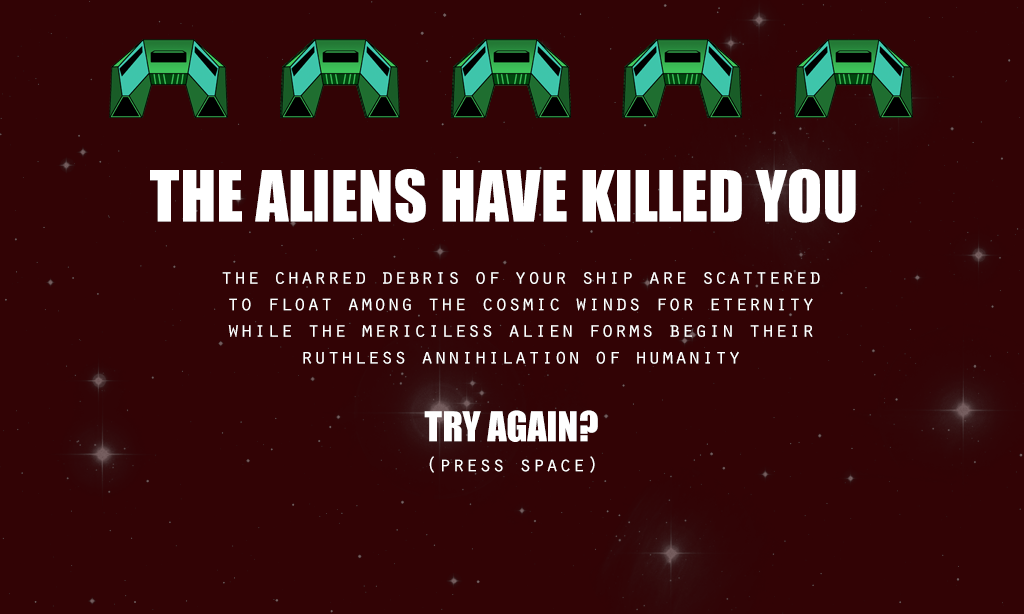 THE ALIENS HAVE KILLED YOU
THE CHARRED DEBRIS OF YOUR SHIP ARE SCATTERED
TO FLOAT AMONG THE COSMIC WINDS FOR ETERNITY
WHILE THE MERICILESS ALIEN FORMS BEGIN THEIR
RUTHLESS ANNIHILATION OF HUMANITY
TRY AGAIN?
(PRESS SPACE)